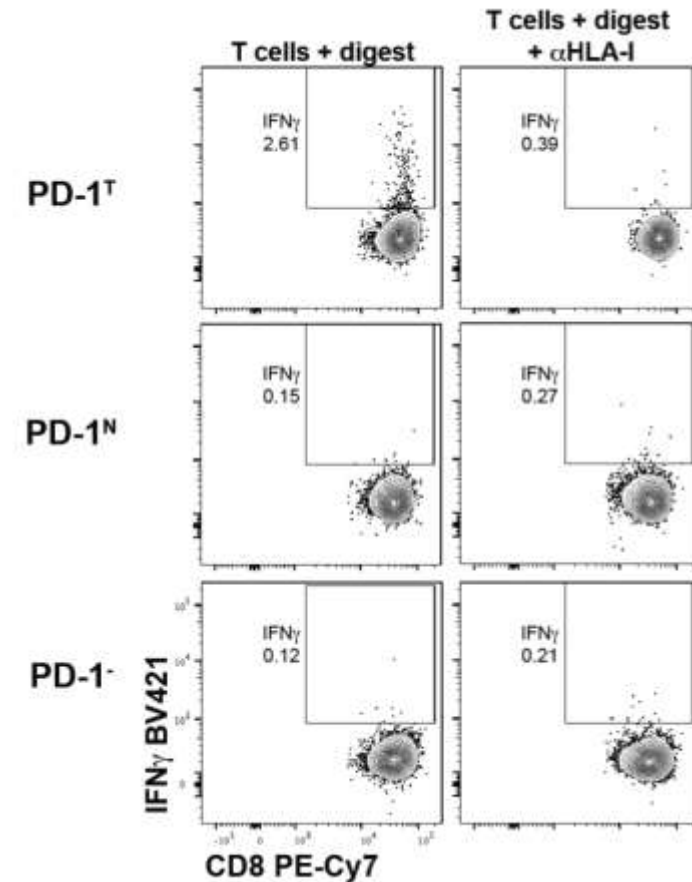 T cells + digest
T cells + digest
+ αHLA-I
PD-1ᵀ
IFNγ
2.61
IFNγ
0.39
PD-1ᴺ
IFNγ
0.15
IFNγ
0.27
PD-1⁻
IFNγ
0.12
IFNγ
0.21
IFNγ BV421
CD8 PE-Cy7